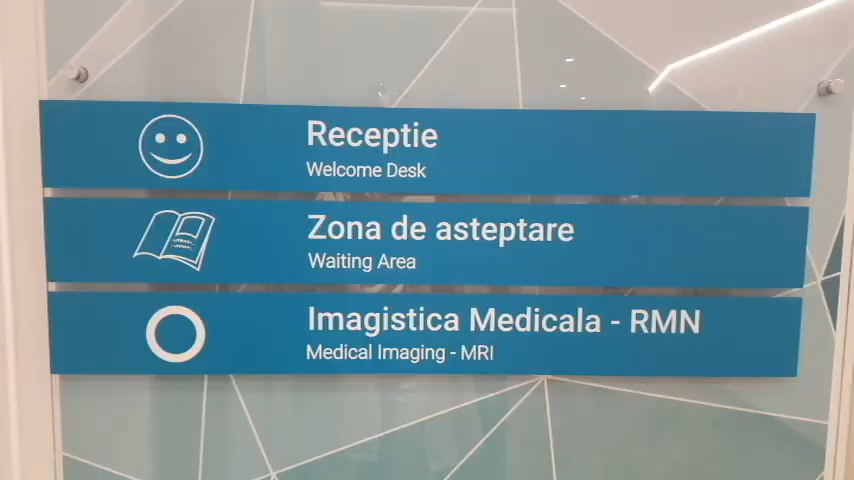 Receptie
Welcome Desk
Zona de asteptare
Waiting Area
Imagistica Medicala - RMN
Medical Imaging - MRI